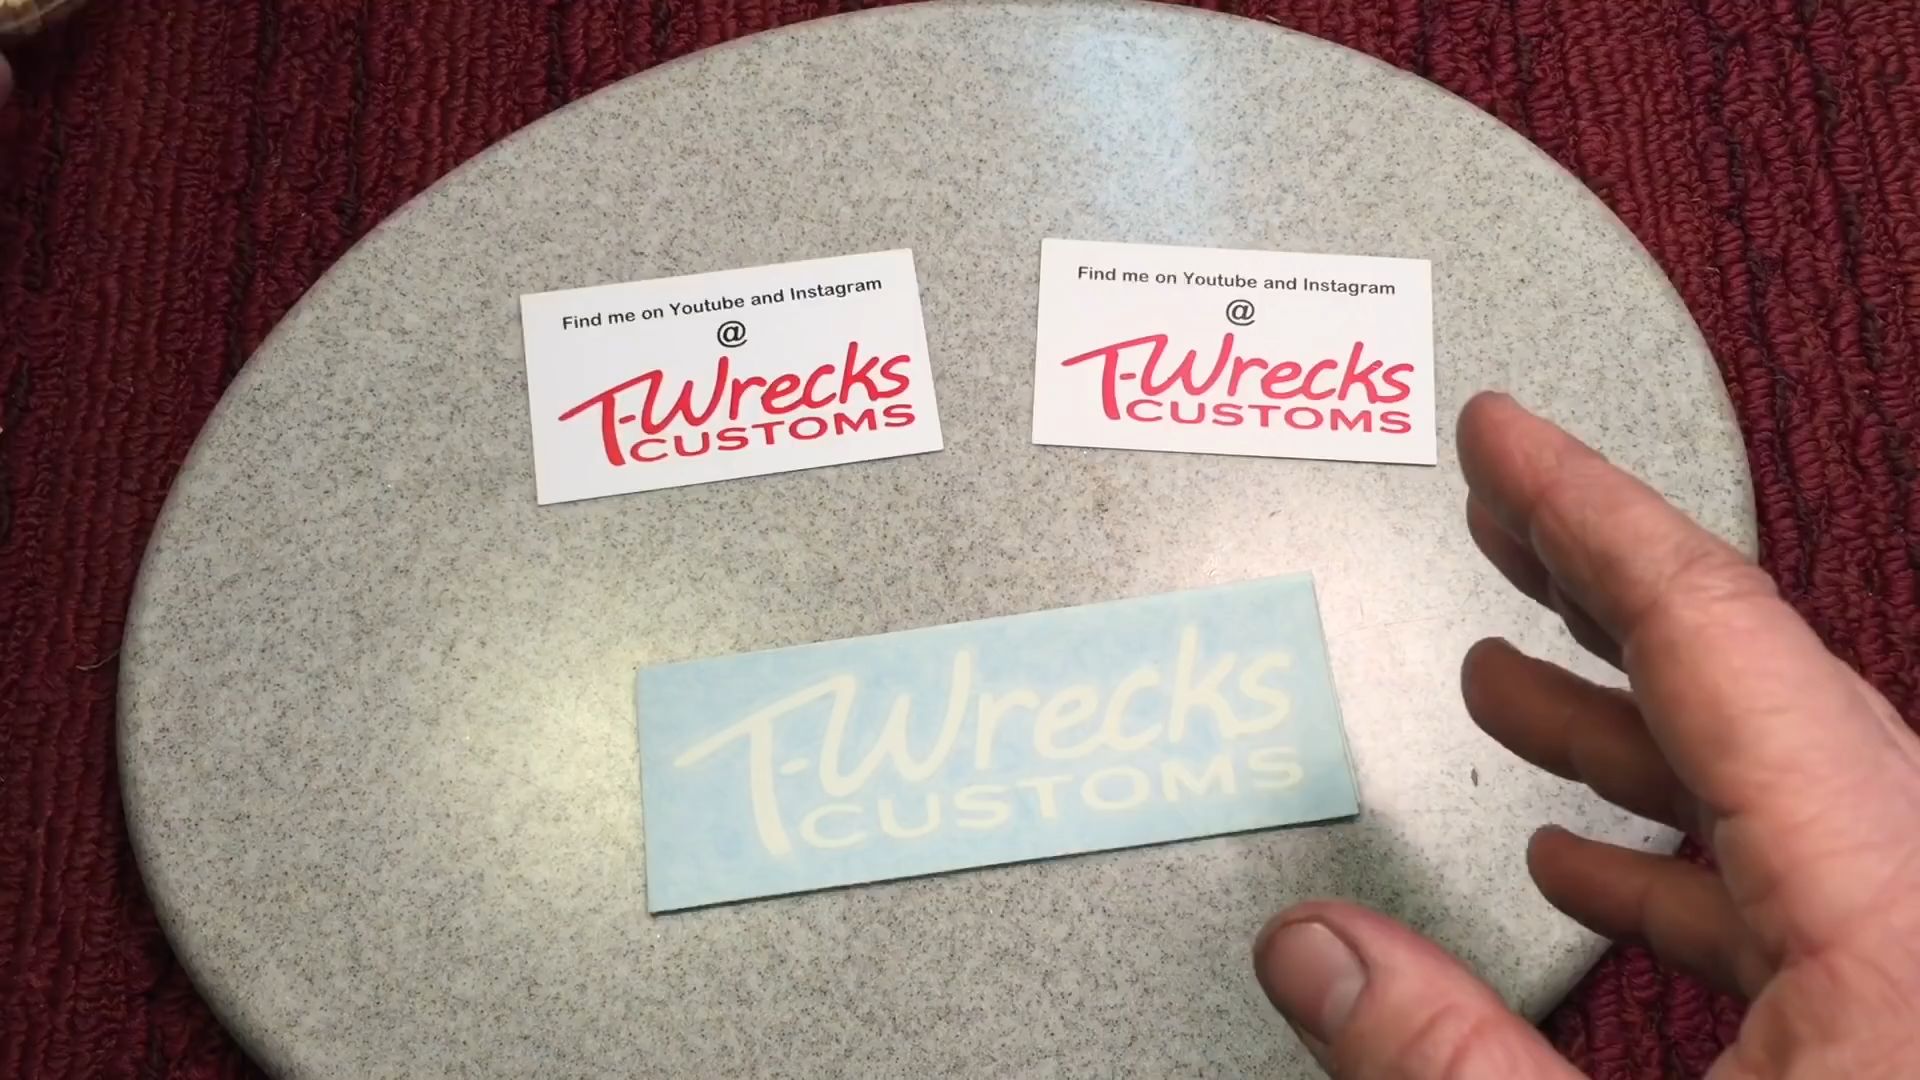 Find me on Youtube and Instagram
@
T-Wrecks
CUSTOMS
Find me on Youtube and Instagram
@
T-Wrecks
CUSTOMS
T-Wrecks
CUSTOMS